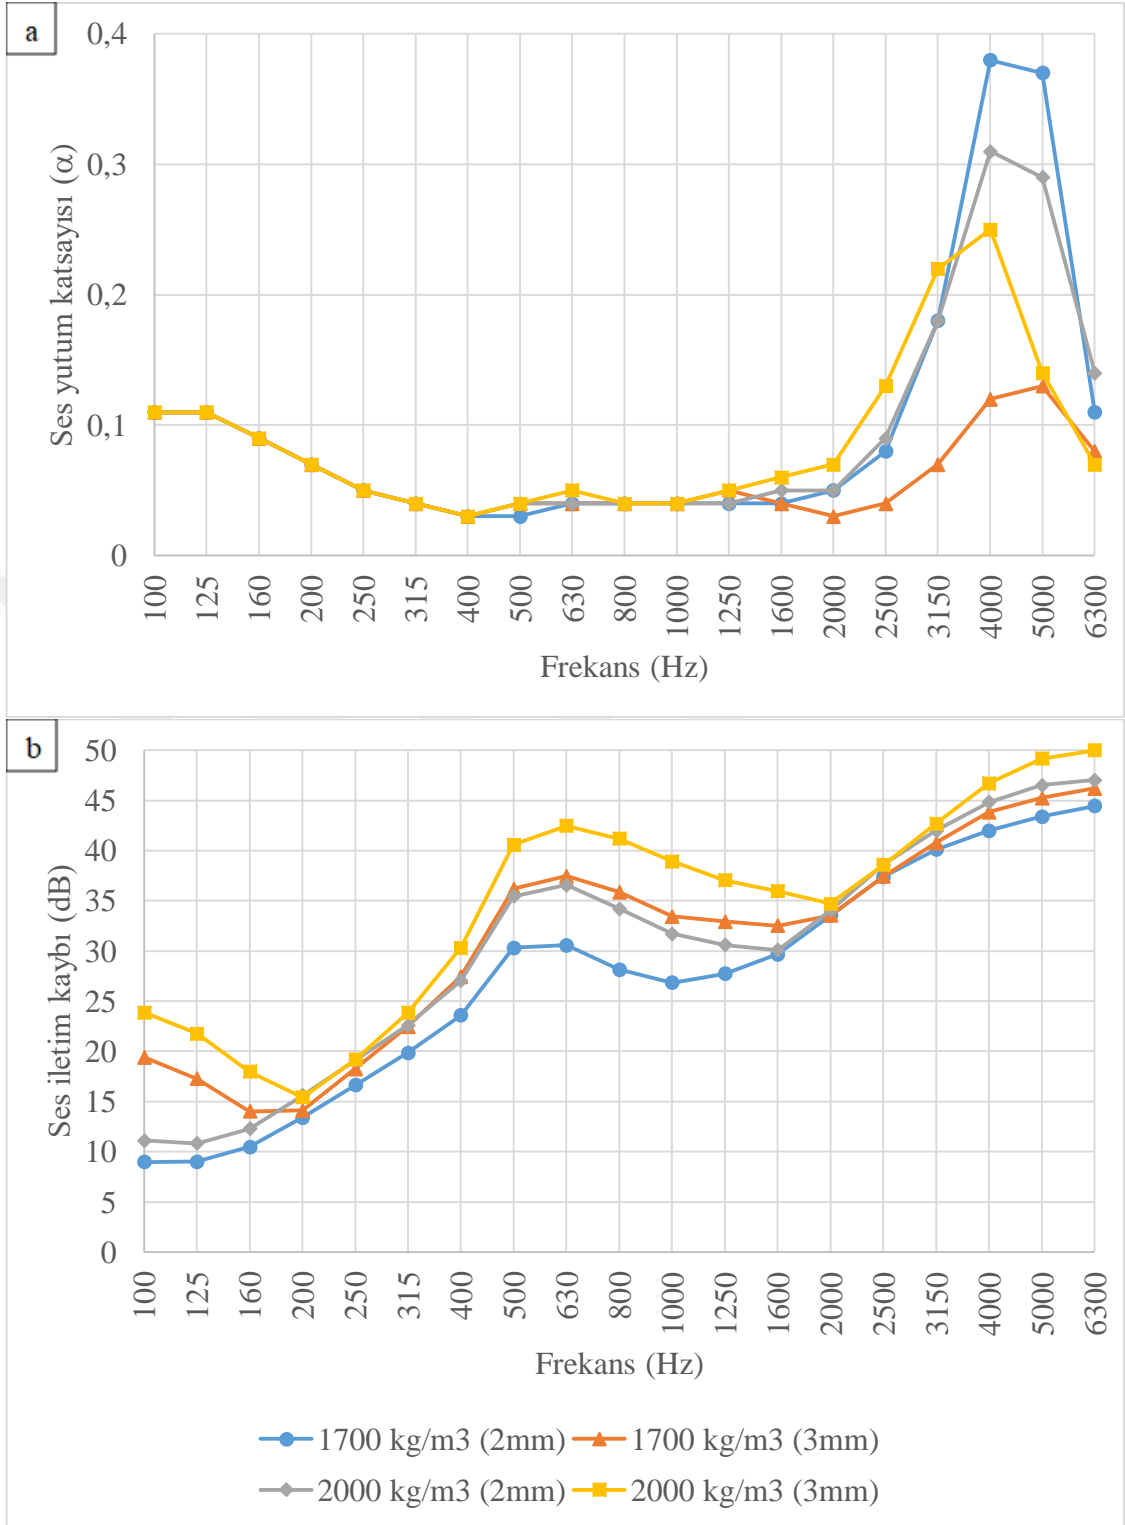 a
0,4
0,3
0,2
0,1
0
Ses yutum katsayısı (α)
100 125 160 200 250 315 400 500 630 800 1000 1250 1600 2000 2500 3150 4000 5000 6300
Frekans (Hz)
b
50
45
40
35
30
25
20
15
10
5
0
Ses iletim kaybı (dB)
100 125 160 200 250 315 400 500 630 800 1000 1250 1600 2000 2500 3150 4000 5000 6300
Frekans (Hz)
1700 kg/m3 (2mm) 1700 kg/m3 (3mm)
2000 kg/m3 (2mm) 2000 kg/m3 (3mm)